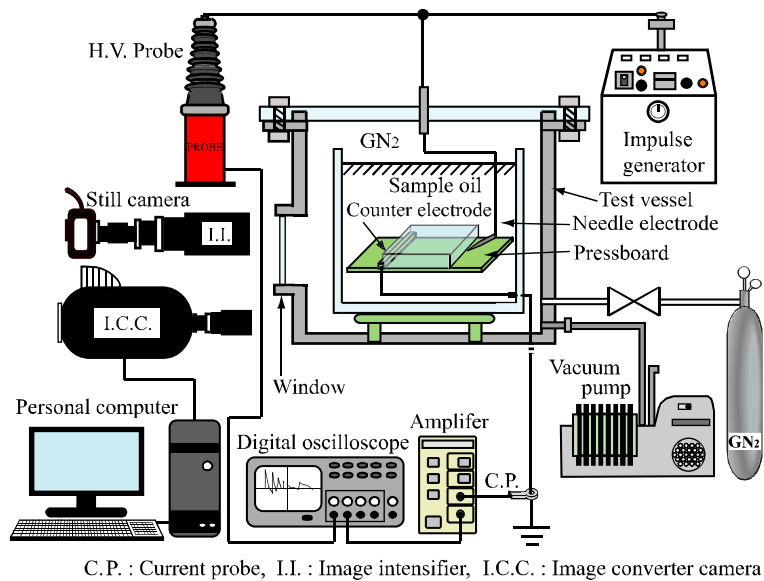 H.V. Probe
PROBE
GN2
Impulse
generator
Sample oil
Counter electrode
Test vessel
Needle electrode
Pressboard
Still camera
I.I.
I.C.C.
Window
Vacuum
pump
GN2
Personal computer
Digital oscilloscope
Amplifer
C.P.
C.P. : Current probe, I.I. : Image intensifier, I.C.C. : Image converter camera